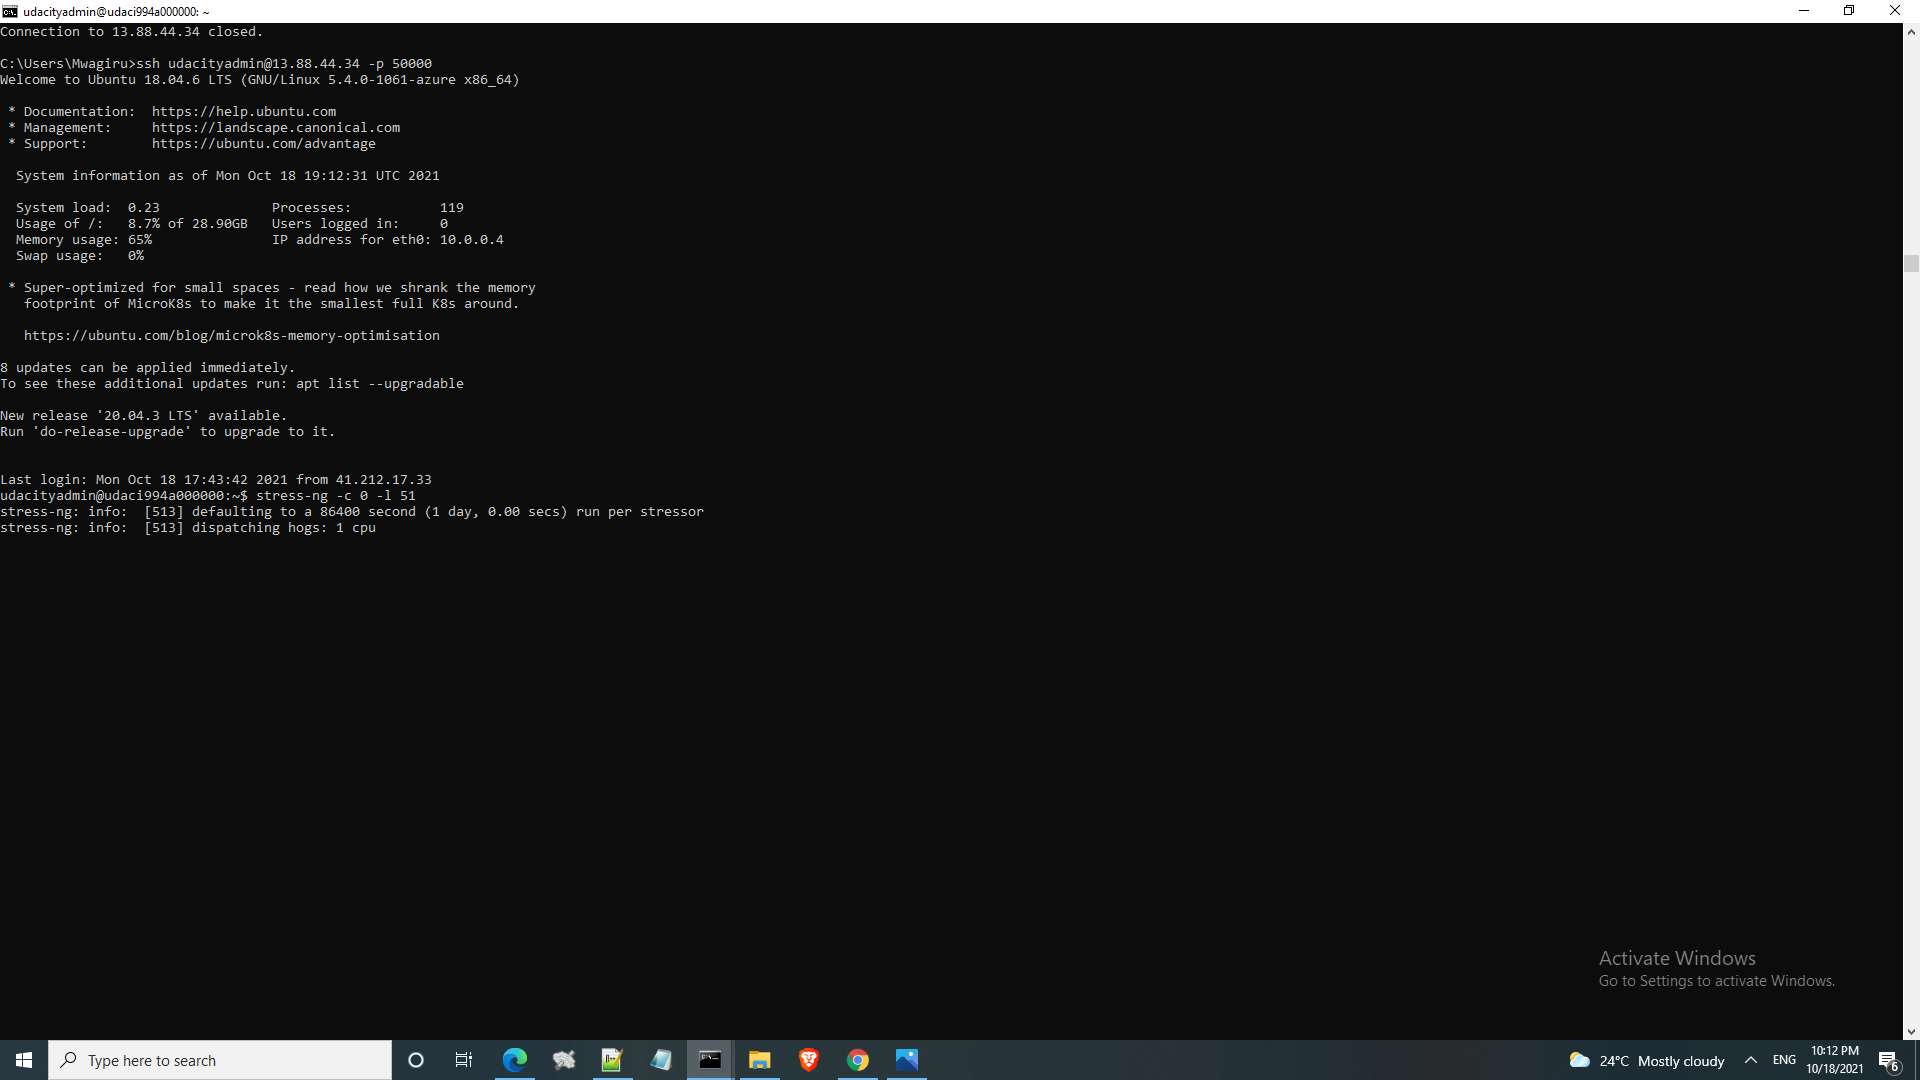 udacityadmin@udaci994a000000: ~
Connection to 13.88.44.34 closed.
C:\Users\Mwagiru>ssh udacityadmin@13.88.44.34 -p 50000
Welcome to Ubuntu 18.04.6 LTS (GNU/Linux 5.4.0-1061-azure x86_64)
* Documentation:  https://help.ubuntu.com
* Management:     https://landscape.canonical.com
* Support:        https://ubuntu.com/advantage
System information as of Mon Oct 18 19:12:31 UTC 2021
System load:  0.23              Processes:           119
Usage of /:   8.7% of 28.90GB   Users logged in:     0
Memory usage: 65%               IP address for eth0: 10.0.0.4
Swap usage:   0%
* Super-optimized for small spaces - read how we shrank the memory
footprint of MicroK8s to make it the smallest full K8s around.
https://ubuntu.com/blog/microk8s-memory-optimisation
8 updates can be applied immediately.
To see these additional updates run: apt list --upgradable
New release '20.04.3 LTS' available.
Run 'do-release-upgrade' to upgrade to it.
Last login: Mon Oct 18 17:43:42 2021 from 41.212.17.33
udacityadmin@udaci994a000000:~$ stress-ng -c 0 -l 51
stress-ng: info:  [513] defaulting to a 86400 second (1 day, 0.00 secs) run per stressor
stress-ng: info:  [513] dispatching hogs: 1 cpu
Activate Windows
Go to Settings to activate Windows.
Type here to search
24°C Mostly cloudy
ENG
10:12 PM
10/18/2021
6